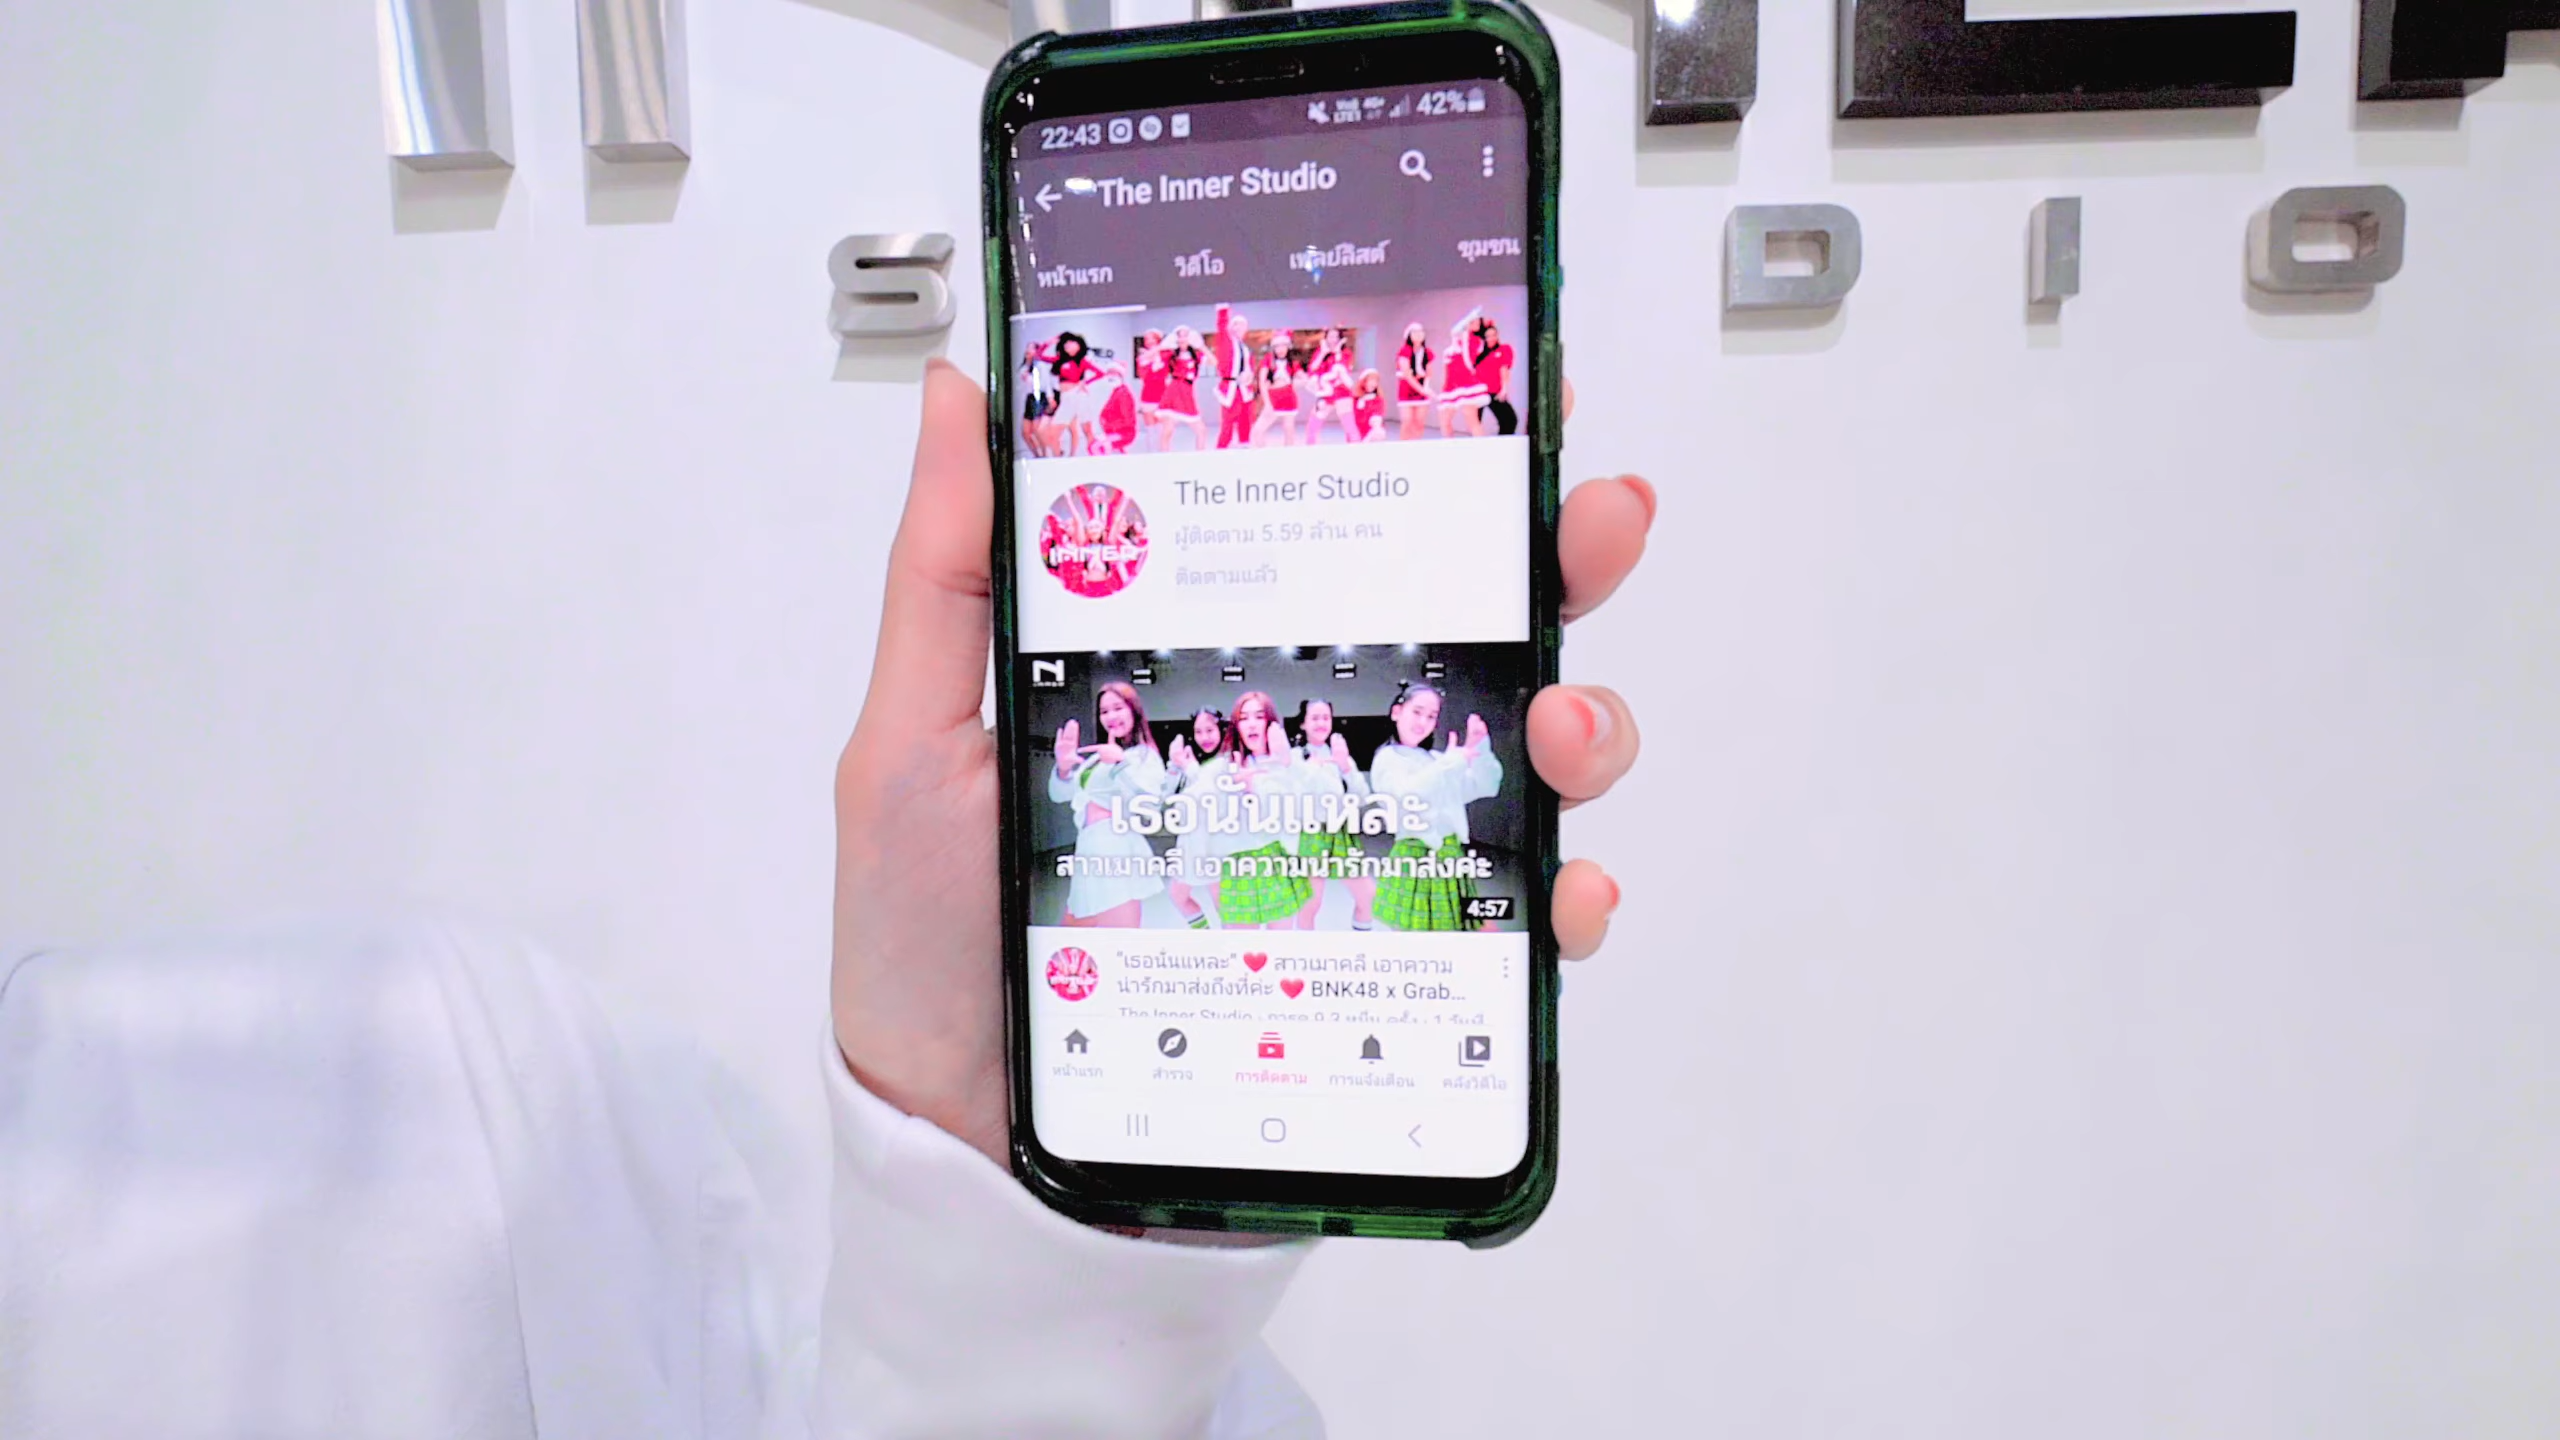 22:43
42%
The Inner Studio
หน้าแรก วิดีโอ เพลย์ลิสต์ ชุมชน
The Inner Studio
ผู้ติดตาม 5.59 ล้าน คน
ติดตามแล้ว
INNER
เธอนั่นแหละ
สาวเมาคลี เอาความน่ารักมาส่งค่ะ
4:57
"เธอนั่นแหละ" ❤️ สาวเมาคลี เอาความ
น่ารักมาส่งถึงที่ค่ะ ❤️ BNK48 x Grab...
The Inner Studio
หน้าแรก สำรวจ การติดตาม การแจ้งเตือน คลังวิดีโอ
S D I O